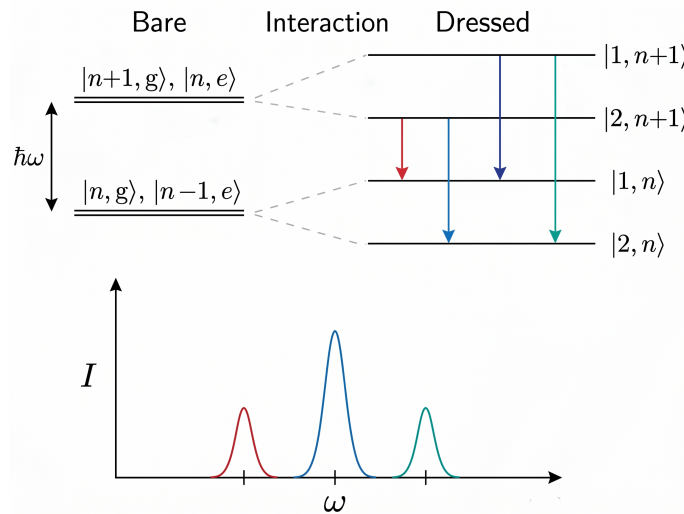 Bare Interaction Dressed
|n+1, g⟩, |n, e⟩
|1, n+1⟩
|2, n+1⟩
ħω
|n, g⟩, |n−1, e⟩
|1, n⟩
|2, n⟩
I
ω